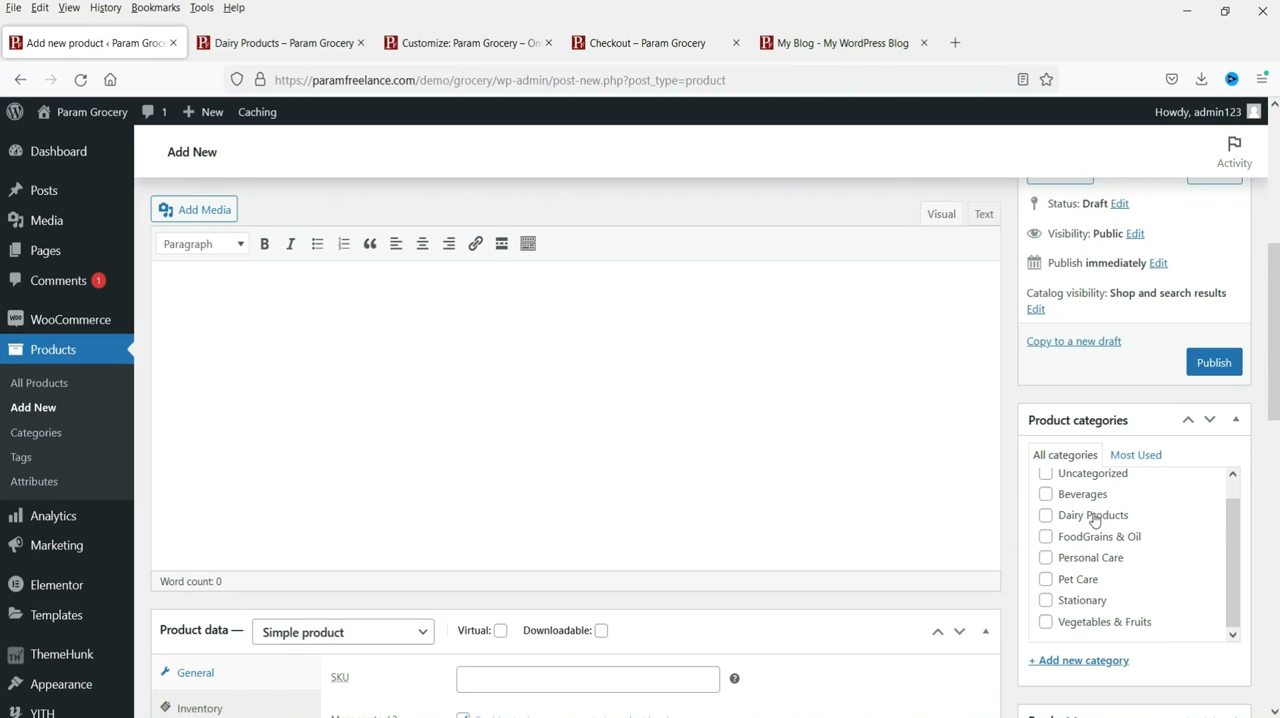 File Edit View History Bookmarks Tools Help
Add new product ‹ Param Groce
Dairy Products – Param Grocery
Customize: Param Grocery – On
Checkout – Param Grocery
My Blog - My WordPress Blog
https://paramfreelance.com/demo/grocery/wp-admin/post-new.php?post_type=product
Param Grocery 1 New Caching Howdy, admin123
Dashboard
Posts
Media
Pages
Comments 1
WooCommerce
Products
All Products
Add New
Categories
Tags
Attributes
Analytics
Marketing
Elementor
Templates
ThemeHunk
Appearance
YITH
Add New
Activity
Add Media
Visual Text
Paragraph
Word count: 0
Product data — Simple product Virtual: Downloadable:
General
SKU
Inventory
Status: Draft Edit
Visibility: Public Edit
Publish immediately Edit
Catalog visibility: Shop and search results
Edit
Copy to a new draft
Publish
Product categories
All categories Most Used
Uncategorized
Beverages
Dairy Products
FoodGrains & Oil
Personal Care
Pet Care
Stationary
Vegetables & Fruits
+ Add new category